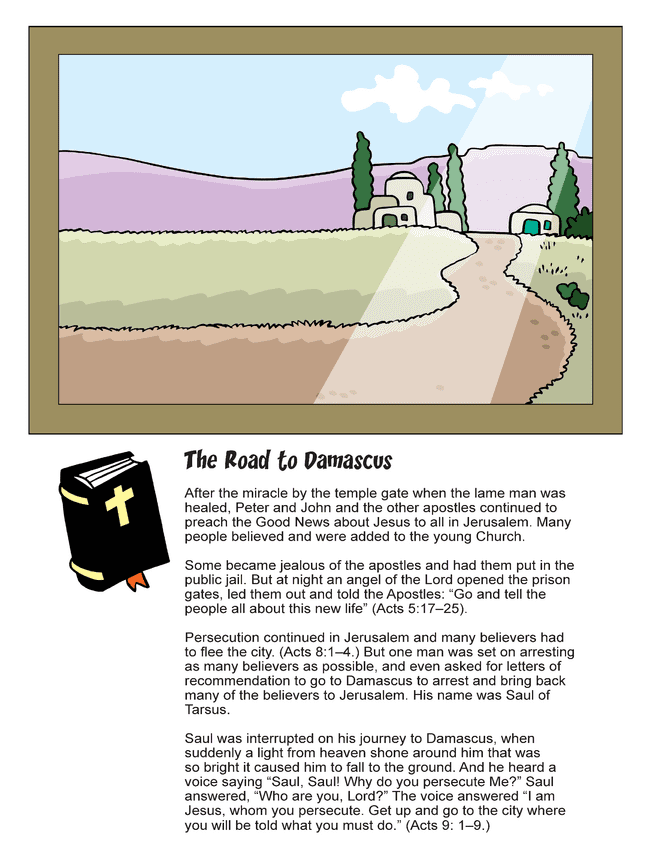 The Road to Damascus
After the miracle by the temple gate when the lame man was
healed, Peter and John and the other apostles continued to
preach the Good News about Jesus to all in Jerusalem. Many
people believed and were added to the young Church.
Some became jealous of the apostles and had them put in the
public jail. But at night an angel of the Lord opened the prison
gates, led them out and told the Apostles: “Go and tell the
people all about this new life” (Acts 5:17–25).
Persecution continued in Jerusalem and many believers had
to flee the city. (Acts 8:1–4.) But one man was set on arresting
as many believers as possible, and even asked for letters of
recommendation to go to Damascus to arrest and bring back
many of the believers to Jerusalem. His name was Saul of
Tarsus.
Saul was interrupted on his journey to Damascus, when
suddenly a light from heaven shone around him that was
so bright it caused him to fall to the ground. And he heard a
voice saying “Saul, Saul! Why do you persecute Me?” Saul
answered, “Who are you, Lord?” The voice answered “I am
Jesus, whom you persecute. Get up and go to the city where
you will be told what you must do.” (Acts 9: 1–9.)